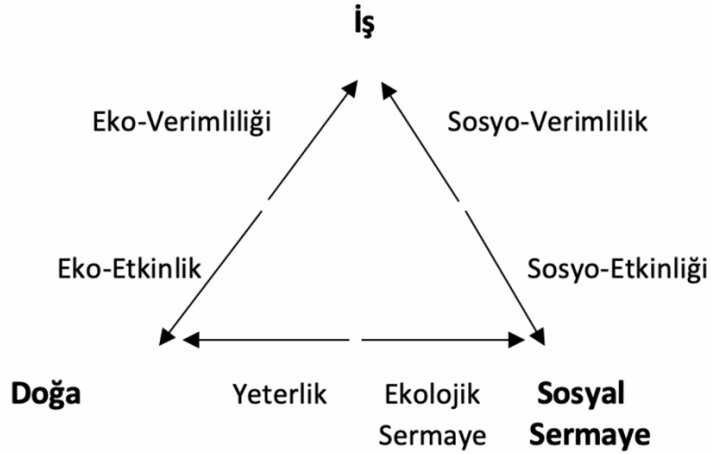 İş
Eko-Verimliliği
Sosyo-Verimlilik
Eko-Etkinlik
Sosyo-Etkinliği
Doğa
Yeterlik
Ekolojik
Sermaye
Sosyal
Sermaye